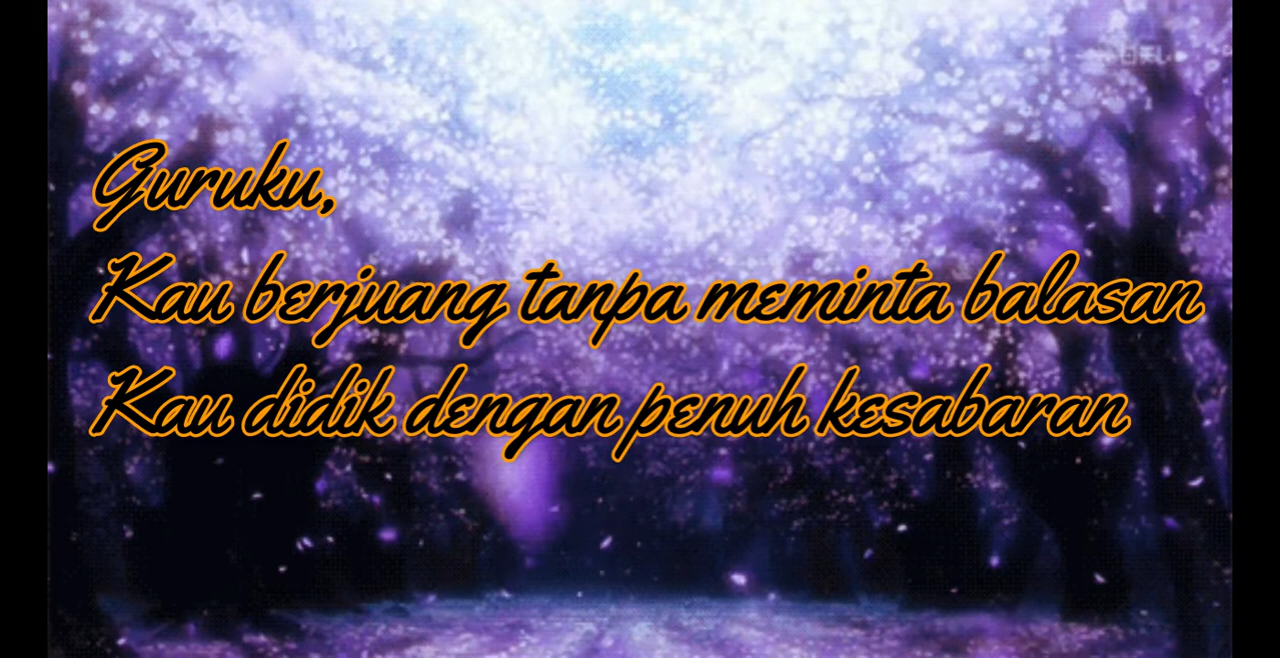 Guruku,
Kau berjuang tanpa meminta balasan
Kau didik dengan penuh kesabaran